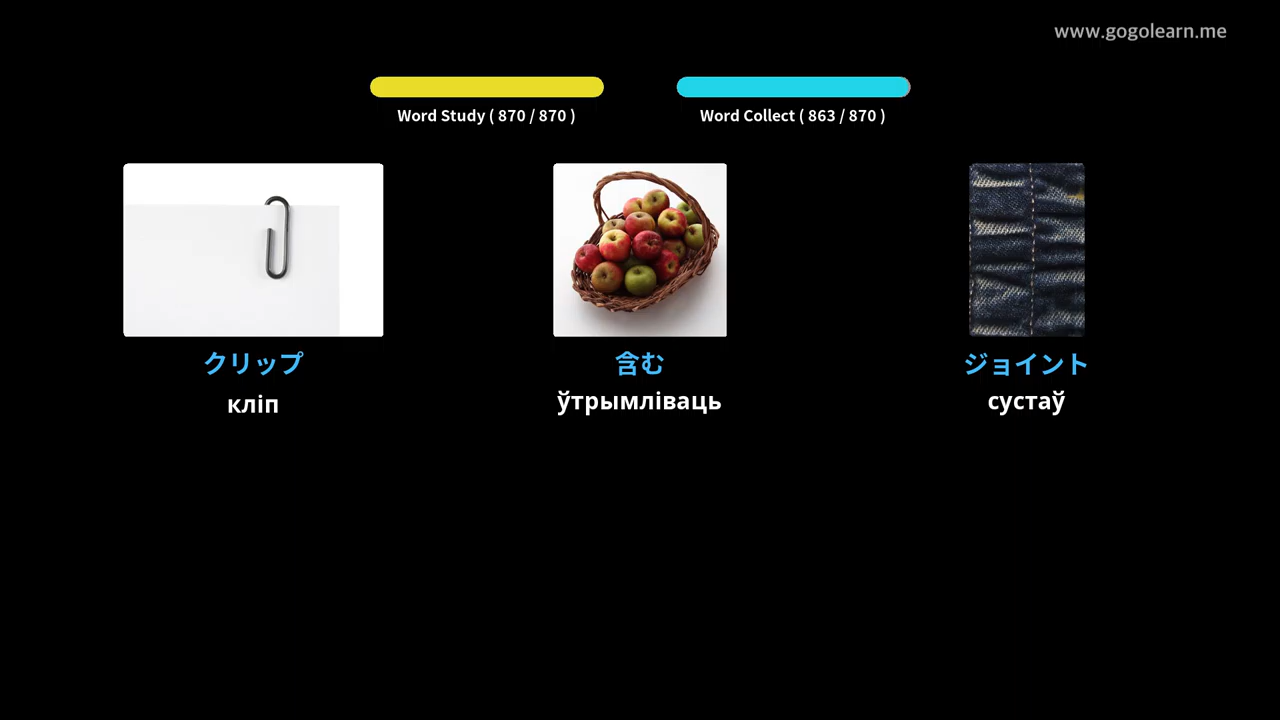 www.gogolearn.me
Word Study ( 870 / 870 )
Word Collect ( 863 / 870 )
クリップ
含む
ジョイント
кліп
ўтрымліваць
сустаў